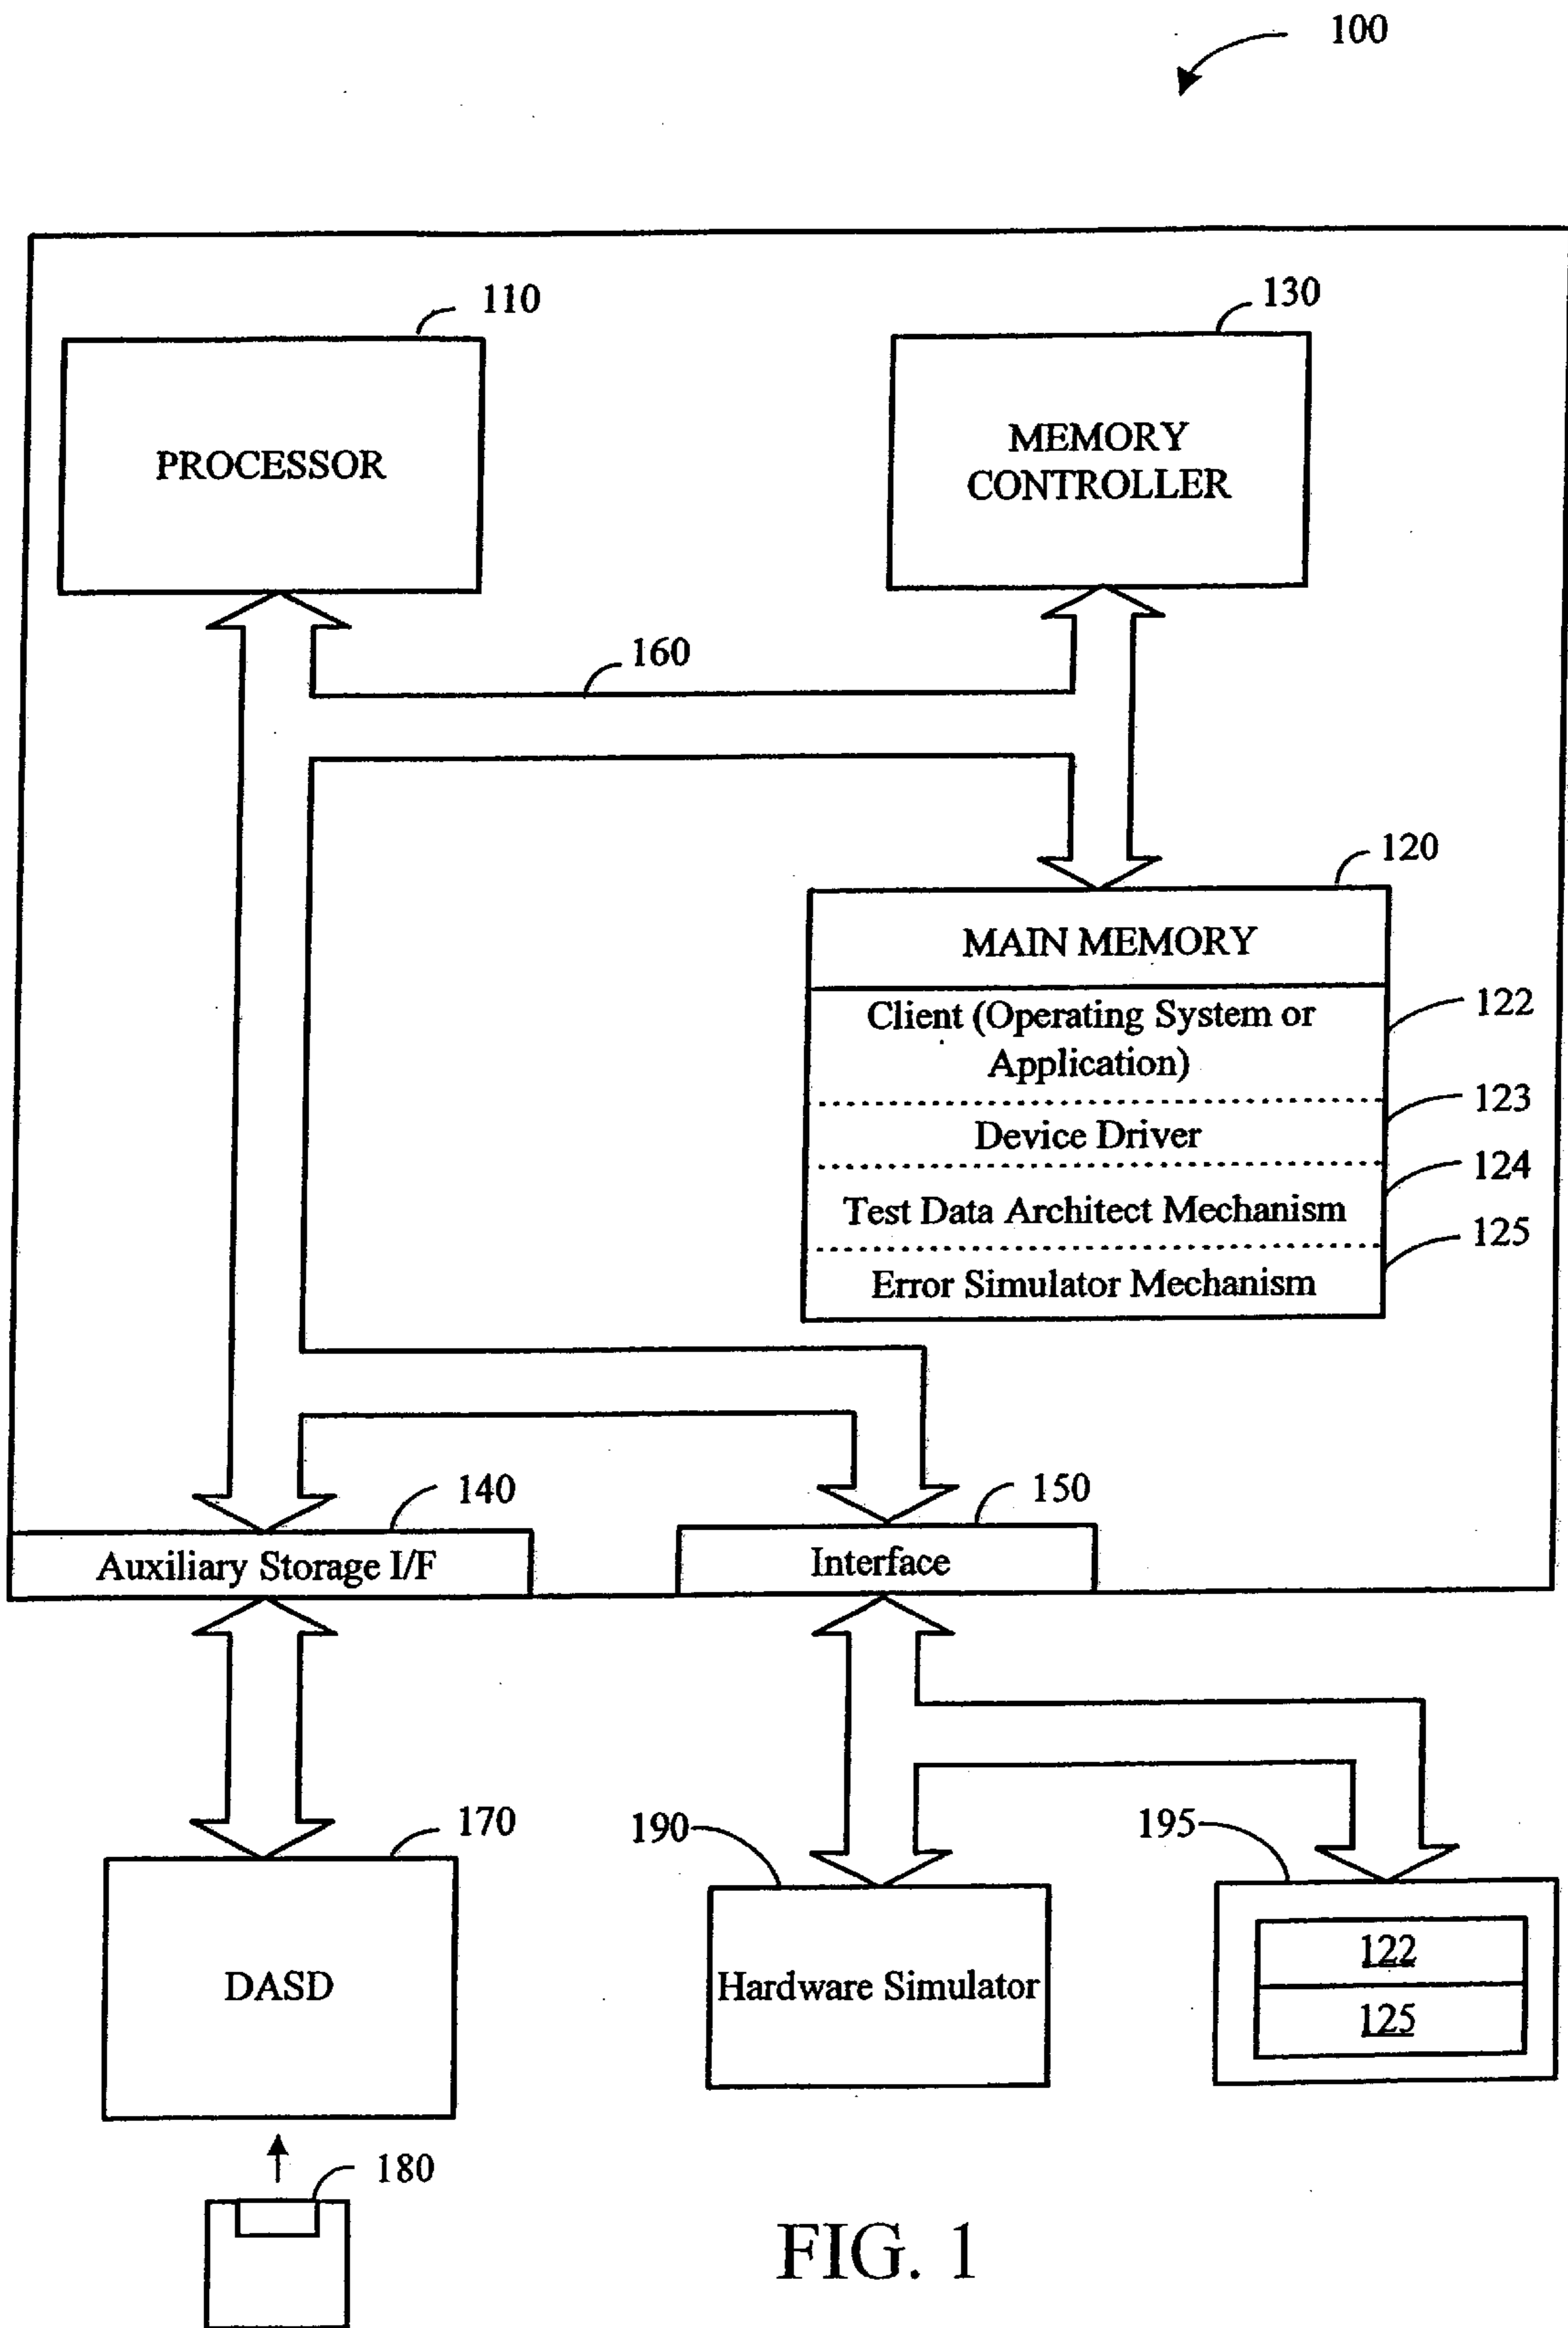 100
110
130
PROCESSOR
MEMORY
CONTROLLER
160
120
MAIN MEMORY
Client (Operating System or
Application)
122
123
Device Driver
124
Test Data Architect Mechanism
125
Error Simulator Mechanism
140
150
Auxiliary Storage I/F
Interface
170
190
195
DASD
Hardware Simulator
122
125
180
FIG. 1